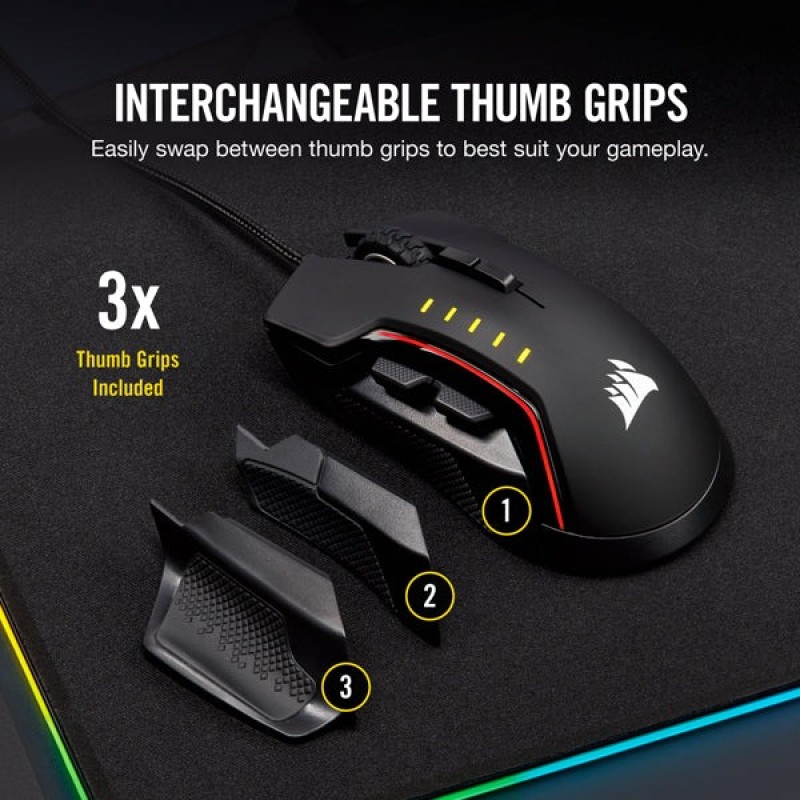 INTERCHANGEABLE THUMB GRIPS
Easily swap between thumb grips to best suit your gameplay.
3x
Thumb Grips
Included
1
2
3